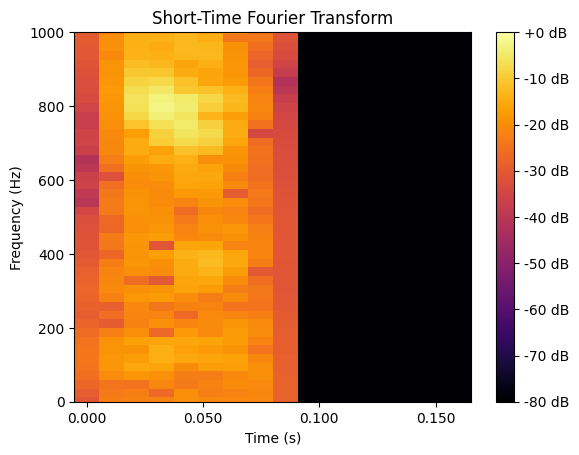 Short-Time Fourier Transform
Frequency (Hz)
1000
800
600
400
200
0
0.000
0.050
0.100
0.150
Time (s)
+0 dB
-10 dB
-20 dB
-30 dB
-40 dB
-50 dB
-60 dB
-70 dB
-80 dB